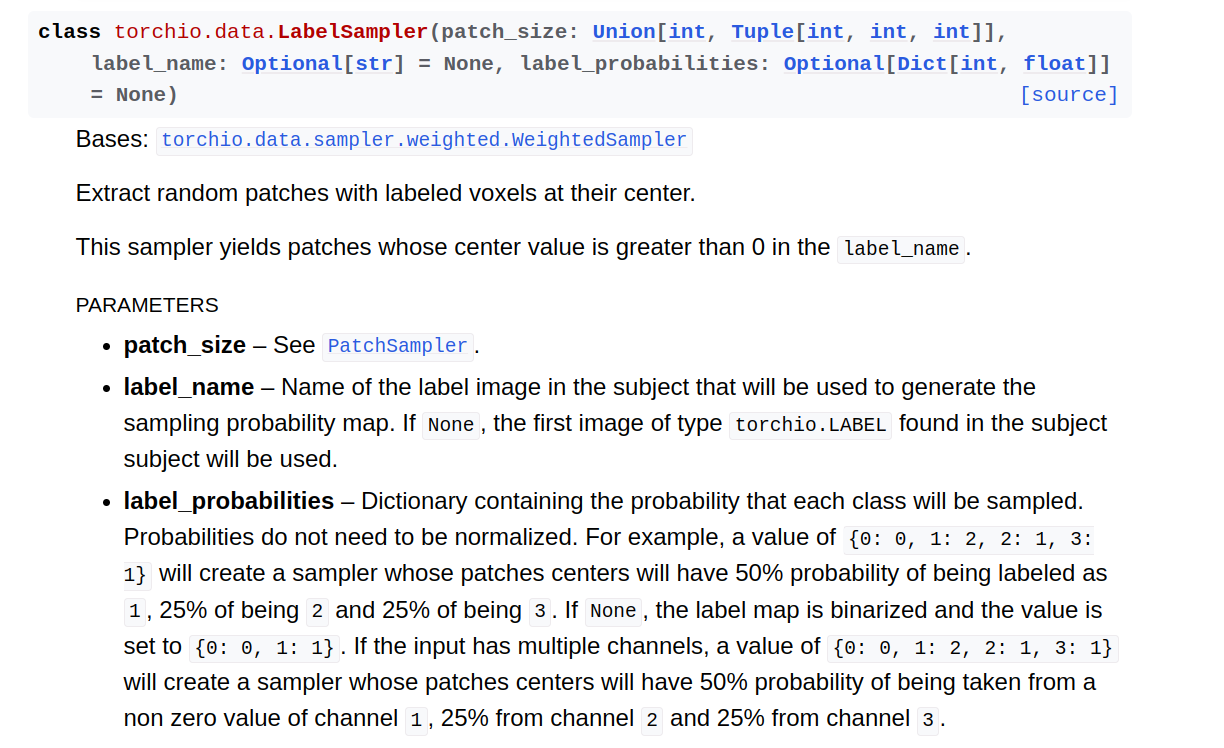 class torchio.data.LabelSampler(patch_size: Union[int, Tuple[int, int, int]],
label_name: Optional[str] = None, label_probabilities: Optional[Dict[int, float]]
= None) [source]
Bases: torchio.data.sampler.weighted.WeightedSampler
Extract random patches with labeled voxels at their center.
This sampler yields patches whose center value is greater than 0 in the label_name.
PARAMETERS
• patch_size – See PatchSampler.
• label_name – Name of the label image in the subject that will be used to generate the
sampling probability map. If None, the first image of type torchio.LABEL found in the subject
subject will be used.
• label_probabilities – Dictionary containing the probability that each class will be sampled.
Probabilities do not need to be normalized. For example, a value of {0: 0, 1: 2, 2: 1, 3:
1} will create a sampler whose patches centers will have 50% probability of being labeled as
1, 25% of being 2 and 25% of being 3. If None, the label map is binarized and the value is
set to {0: 0, 1: 1}. If the input has multiple channels, a value of {0: 0, 1: 2, 2: 1, 3: 1}
will create a sampler whose patches centers will have 50% probability of being taken from a
non zero value of channel 1, 25% from channel 2 and 25% from channel 3.